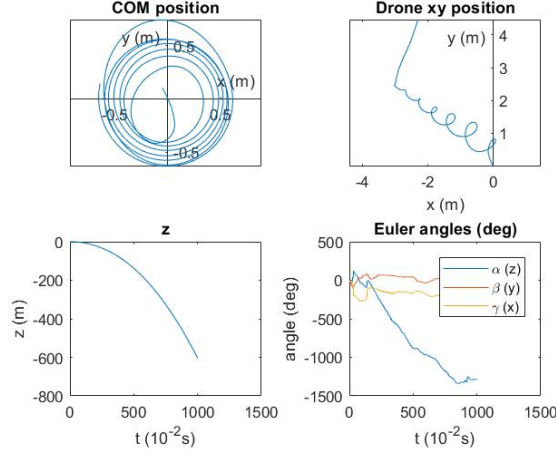 COM position
y (m)
0.5
x (m)
-0.5
0.5
-0.5
Drone xy position
y (m)
4
3
2
1
-4
-2
0
x (m)
z
0
-200
-400
-600
-800
z (m)
0
500
1000
1500
t (10^-2s)
Euler angles (deg)
500
0
-500
-1000
-1500
angle (deg)
α (z)
β (y)
γ (x)
0
500
1000
1500
t (10^-2s)